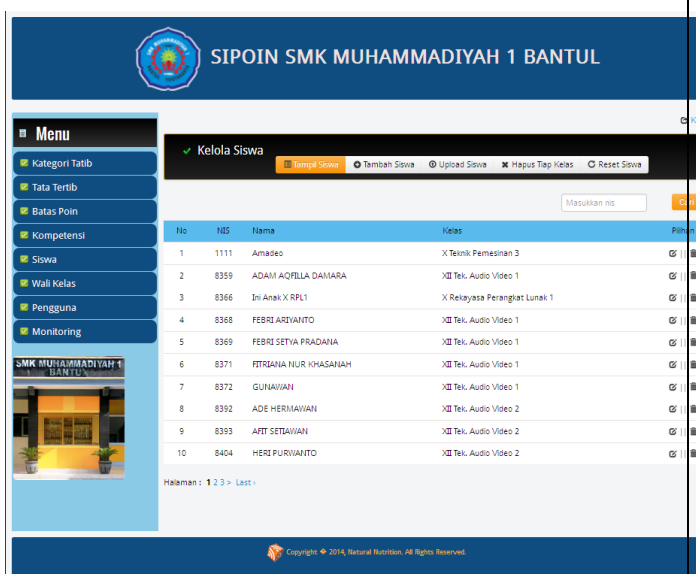 SIPOIN SMK MUHAMMADIYAH 1 BANTUL
Menu
Kategori Tatib
Tata Tertib
Batas Poin
Kompetensi
Siswa
Wali Kelas
Pengguna
Monitoring
SMK MUHAMMADIYAH 1
BANTUL
Kelola Siswa
Tampil Siswa Tambah Siswa Upload Siswa Hapus Tiap Kelas Reset Siswa
Masukkan nis Cari
No NIS Nama Kelas Pilihan
1 1111 Amadeo X Teknik Pemesinan 3 ||
2 8359 ADAM AQFILLA DAMARA XII Tek. Audio Video 1 ||
3 8366 Ini Anak X RPL1 X Rekayasa Perangkat Lunak 1 ||
4 8368 FEBRI ARIYANTO XII Tek. Audio Video 1 ||
5 8369 FEBRI SETYA PRADANA XII Tek. Audio Video 1 ||
6 8371 FITRIANA NUR KHASANAH XII Tek. Audio Video 1 ||
7 8372 GUNAWAN XII Tek. Audio Video 1 ||
8 8392 ADE HERMAWAN XII Tek. Audio Video 2 ||
9 8393 AFIT SETIAWAN XII Tek. Audio Video 2 ||
10 8404 HERI PURWANTO XII Tek. Audio Video 2 ||
Halaman : 1 2 3 > Last ›
Copyright � 2014, Natural Nutrition. All Rights Reserved.